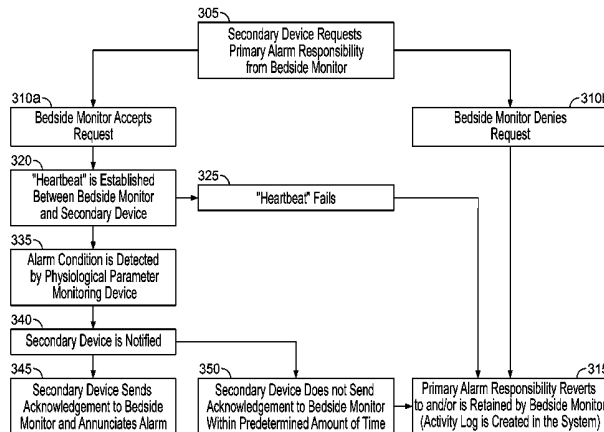 305
Secondary Device Requests
Primary Alarm Responsibility
from Bedside Monitor
310a
Bedside Monitor Accepts
Request
310b
Bedside Monitor Denies
Request
320
"Heartbeat" is Established
Between Bedside Monitor
and Secondary Device
325
"Heartbeat" Fails
335
Alarm Condition is Detected
by Physiological Parameter
Monitoring Device
340
Secondary Device is Notified
345
Secondary Device Sends
Acknowledgement to Bedside
Monitor and Annunciates Alarm
350
Secondary Device Does not Send
Acknowledgement to Bedside Monitor
Within Predetermined Amount of Time
315
Primary Alarm Responsibility Reverts
to and/or is Retained by Bedside Monitor
(Activity Log is Created in the System)